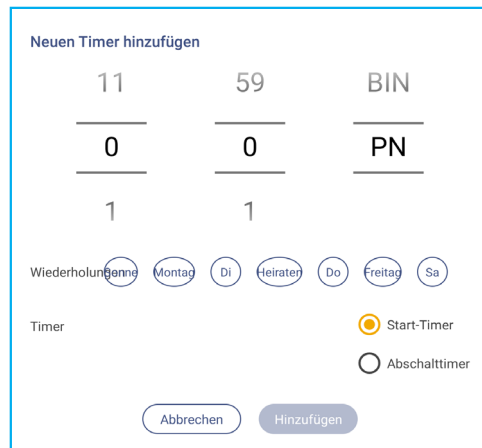 Neuen Timer hinzufügen
11 59 BIN
0 0 PN
1 1
Wiederholungen Sonne Montag Di Heiraten Do Freitag Sa
Timer Start-Timer
Abschalttimer
Abbrechen Hinzufügen